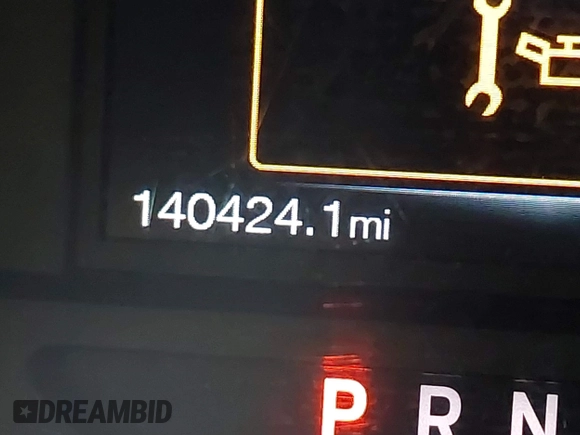 140424.1mi
P R N
DREAMBID